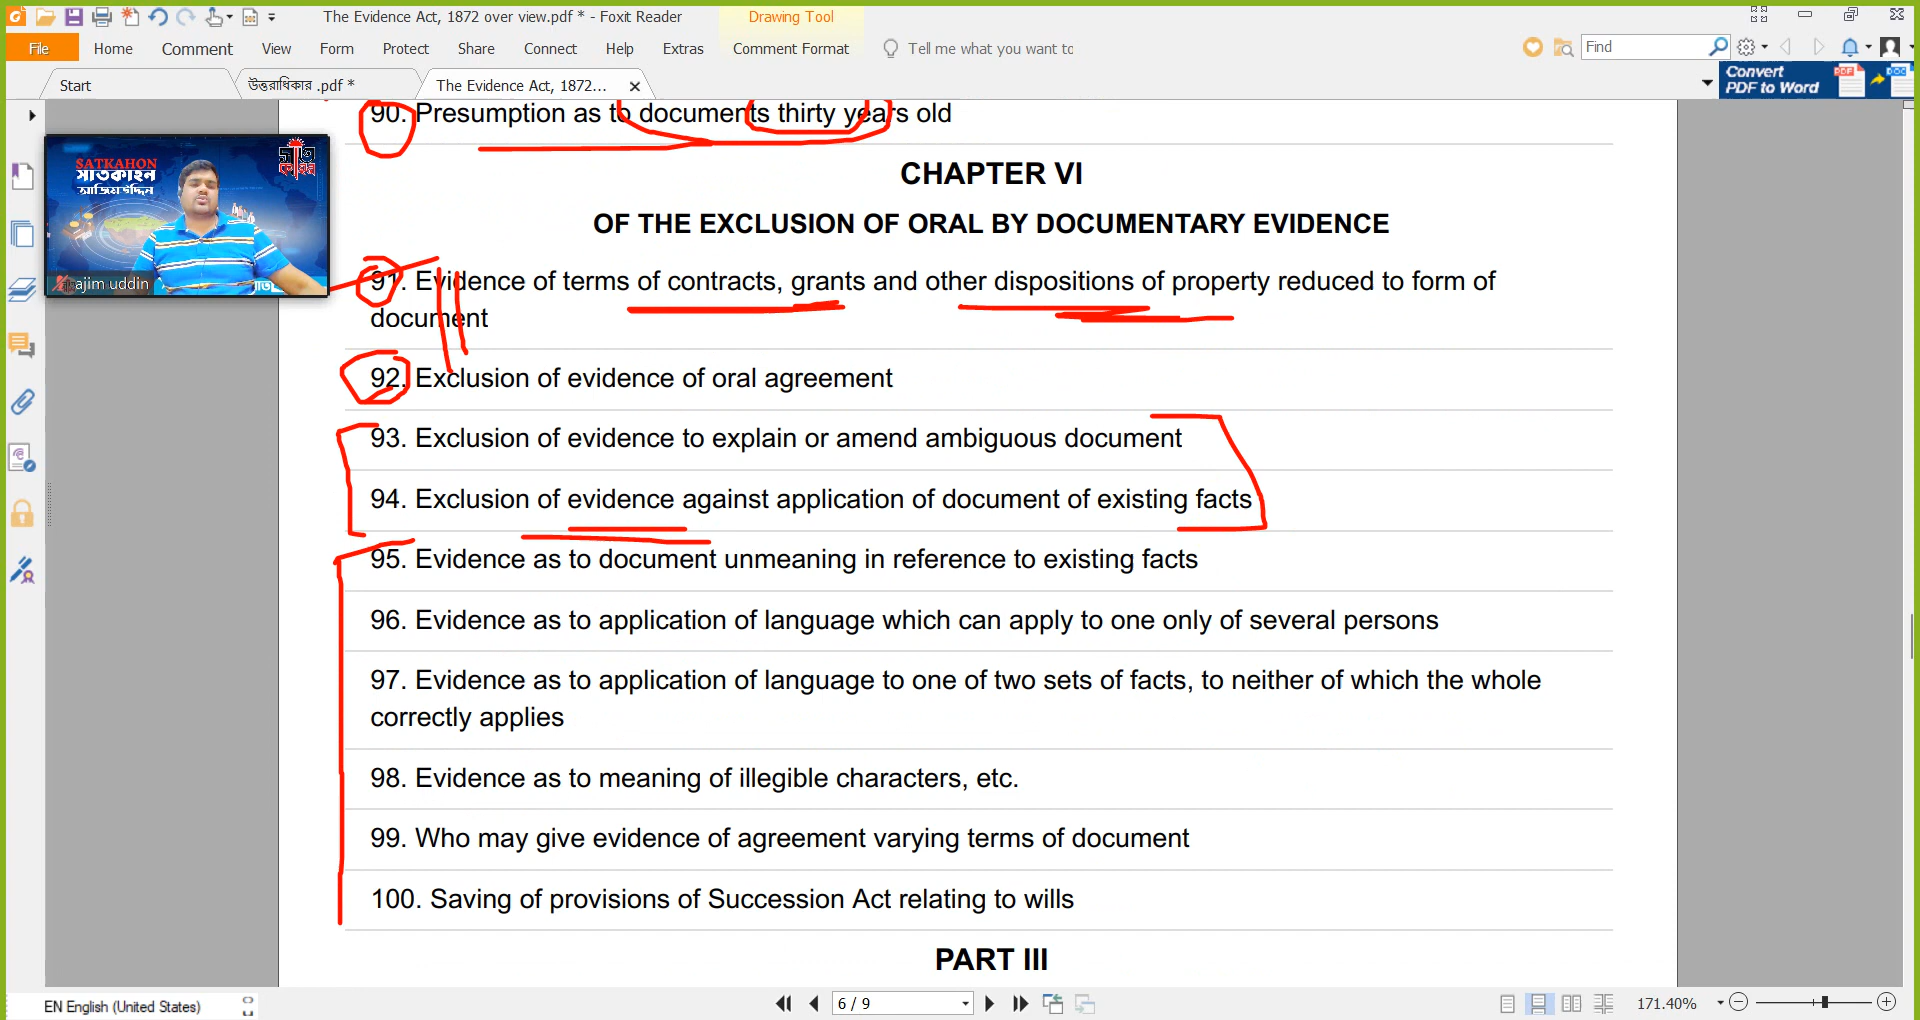 The Evidence Act, 1872 over view.pdf * - Foxit Reader
Drawing Tool
File Home Comment View Form Protect Share Connect Help Extras Comment Format Tell me what you want to
Find
Start
উত্তরাধিকার .pdf *
The Evidence Act, 1872...
Convert
PDF to Word
PDF
DOC
90. Presumption as to documents thirty years old
SATKAHON
সাতকাহন
আজিম উদ্দিন
ajim uddin
CHAPTER VI
OF THE EXCLUSION OF ORAL BY DOCUMENTARY EVIDENCE
91. Evidence of terms of contracts, grants and other dispositions of property reduced to form of
document
92. Exclusion of evidence of oral agreement
93. Exclusion of evidence to explain or amend ambiguous document
94. Exclusion of evidence against application of document of existing facts
95. Evidence as to document unmeaning in reference to existing facts
96. Evidence as to application of language which can apply to one only of several persons
97. Evidence as to application of language to one of two sets of facts, to neither of which the whole
correctly applies
98. Evidence as to meaning of illegible characters, etc.
99. Who may give evidence of agreement varying terms of document
100. Saving of provisions of Succession Act relating to wills
PART III
EN English (United States)
6 / 9
171.40%